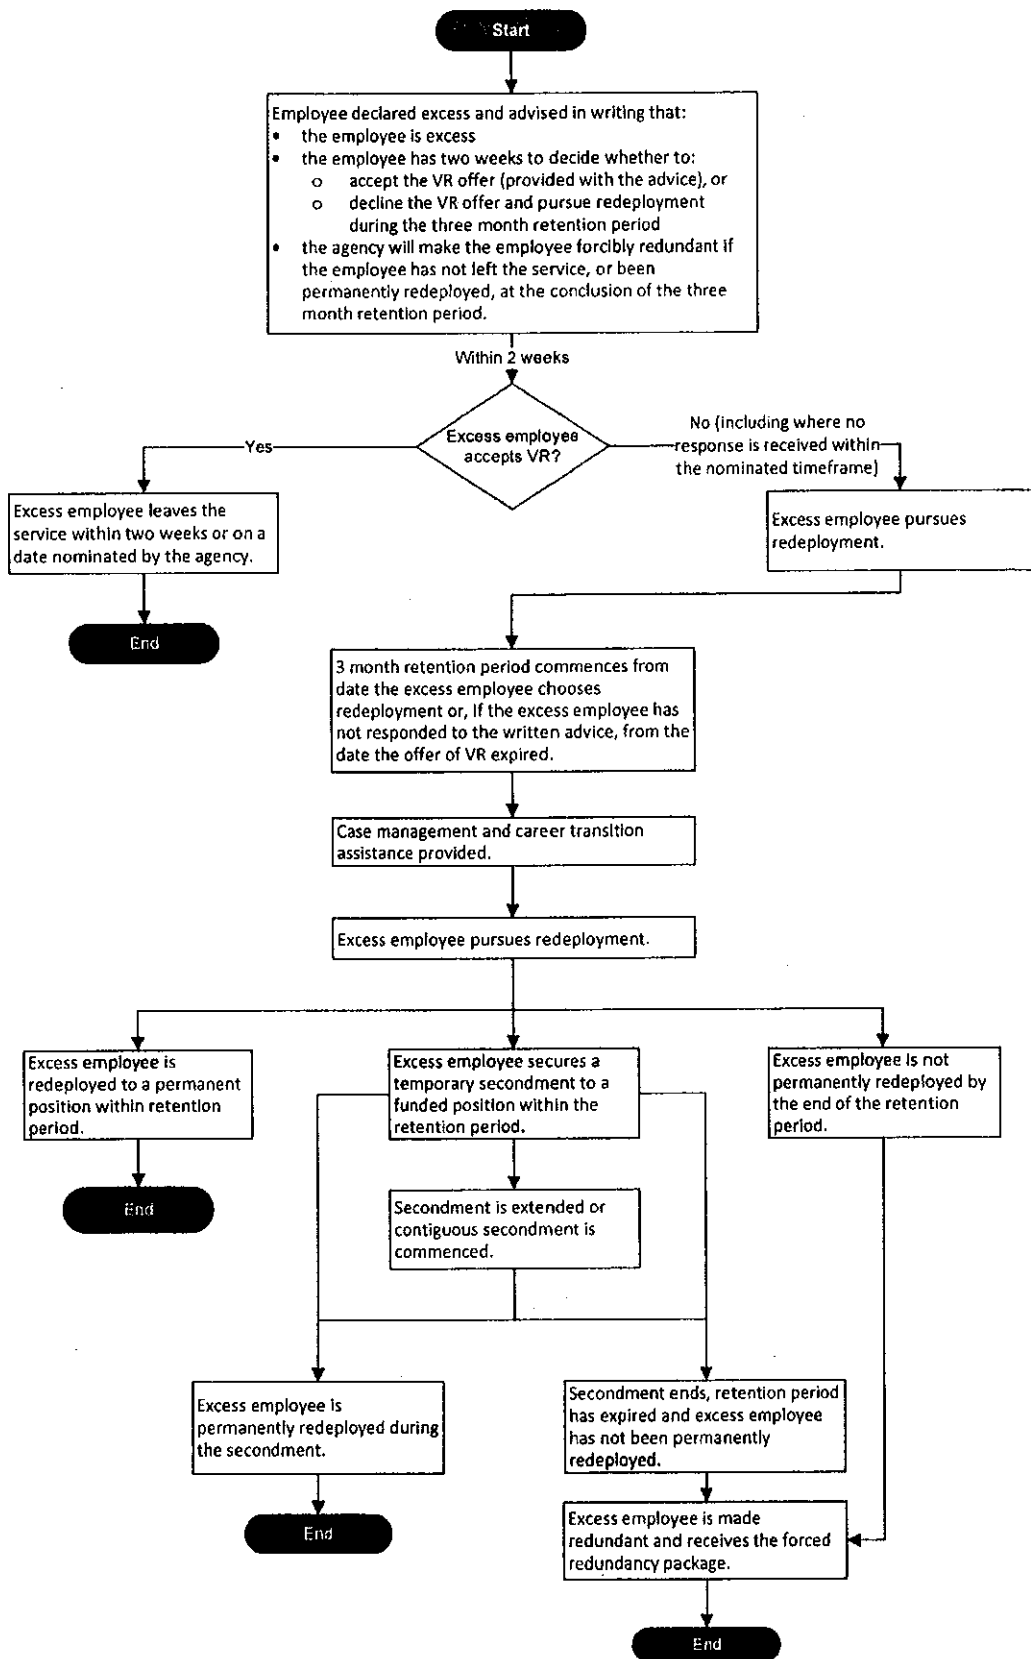 Start
Employee declared excess and advised in writing that:
• the employee is excess
• the employee has two weeks to decide whether to:
o accept the VR offer (provided with the advice), or
o decline the VR offer and pursue redeployment
during the three month retention period
• the agency will make the employee forcibly redundant if
the employee has not left the service, or been
permanently redeployed, at the conclusion of the three
month retention period.
Within 2 weeks
Excess employee
accepts VR?
Yes
No (including where no
response is received within
the nominated timeframe)
Excess employee leaves the
service within two weeks or on a
date nominated by the agency.
Excess employee pursues
redeployment.
End
3 month retention period commences from
date the excess employee chooses
redeployment or, If the excess employee has
not responded to the written advice, from the
date the offer of VR expired.
Case management and career transition
assistance provided.
Excess employee pursues redeployment.
Excess employee is
redeployed to a permanent
position within retention
period.
Excess employee secures a
temporary secondment to a
funded position within the
retention period.
Excess employee is not
permanently redeployed by
the end of the retention
period.
End
Secondment is extended or
contiguous secondment is
commenced.
Excess employee is
permanently redeployed during
the secondment.
Secondment ends, retention period
has expired and excess employee
has not been permanently
redeployed.
End
Excess employee is made
redundant and receives the forced
redundancy package.
End